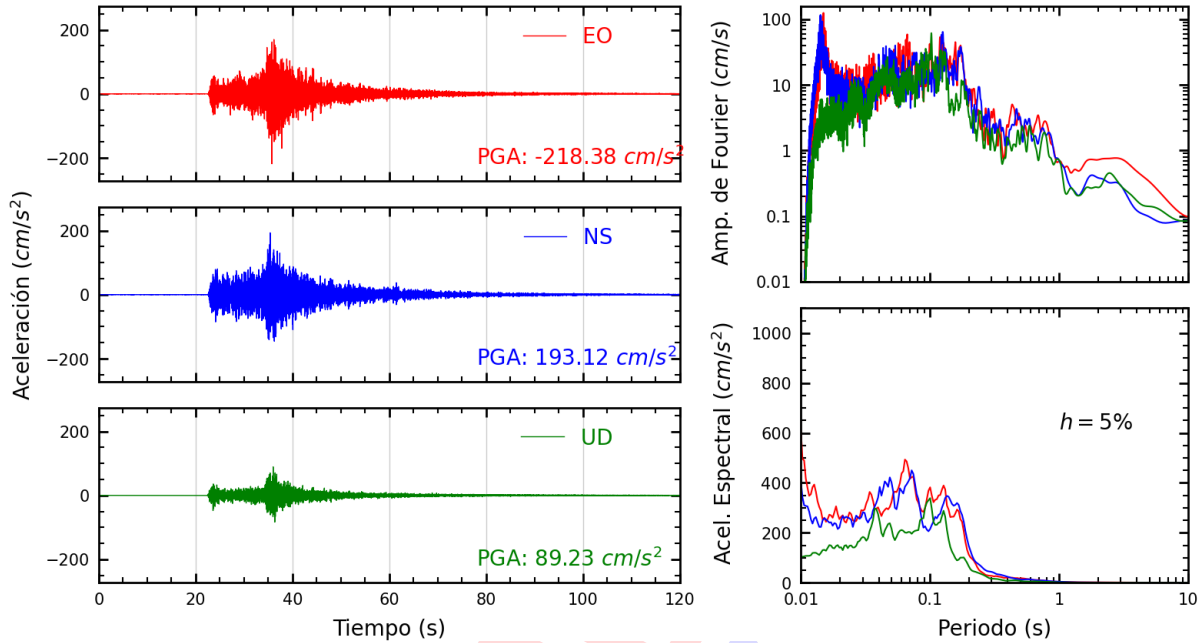 Aceleración (cm/s²)
200
0
−200
EO
PGA: -218.38 cm/s²
200
0
−200
NS
PGA: 193.12 cm/s²
200
0
−200
UD
PGA: 89.23 cm/s²
0 20 40 60 80 100 120
Tiempo (s)
Amp. de Fourier (cm/s)
100
10
1
0.1
0.01
Acel. Espectral (cm/s²)
1000
800
600
400
200
0
h = 5%
0.01 0.1 1 10
Periodo (s)